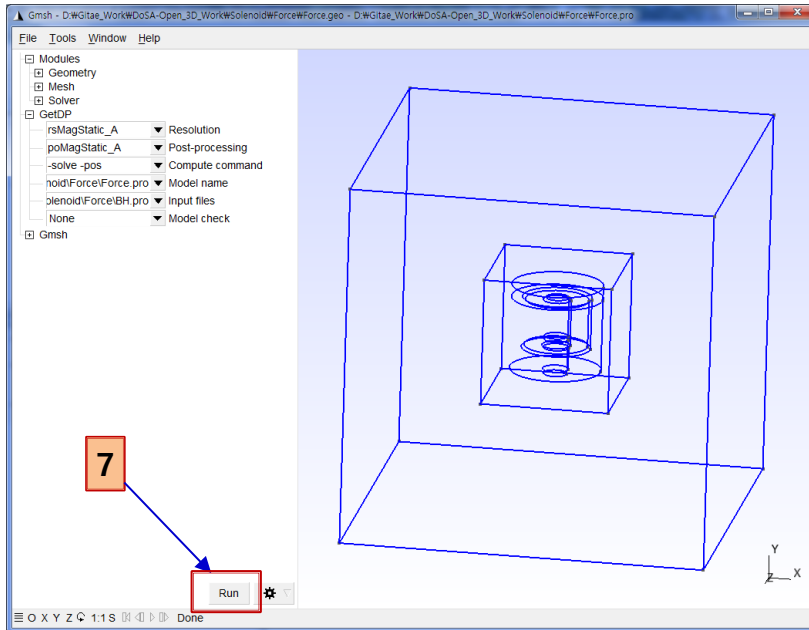 Gmsh - D:₩Gitae_Work₩DoSA-Open_3D_Work₩Solenoid₩Force₩Force.geo - D:₩Gitae_Work₩DoSA-Open_3D_Work₩Solenoid₩Force₩Force.pro
File Tools Window Help
Modules
Geometry
Mesh
Solver
GetDP
rsMagStatic_A Resolution
poMagStatic_A Post-processing
-solve -pos Compute command
noid\Force\Force.pro Model name
olenoid\Force\BH.pro Input files
None Model check
Gmsh
7
Y
Z X
Run
O X Y Z 1:1 S Done